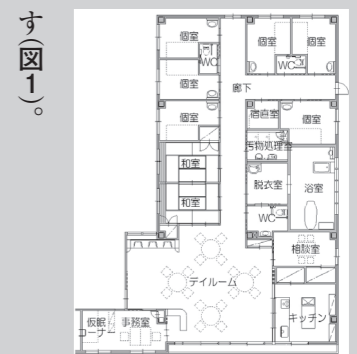 す(図1)。
個室
個室
個室
WC
WC
個室
廊下
宿直室
個室
個室
汚物処理室
和室
脱衣室
浴室
和室
WC
相談室
デイルーム
キッチン
仮眠
コーナー
事務室